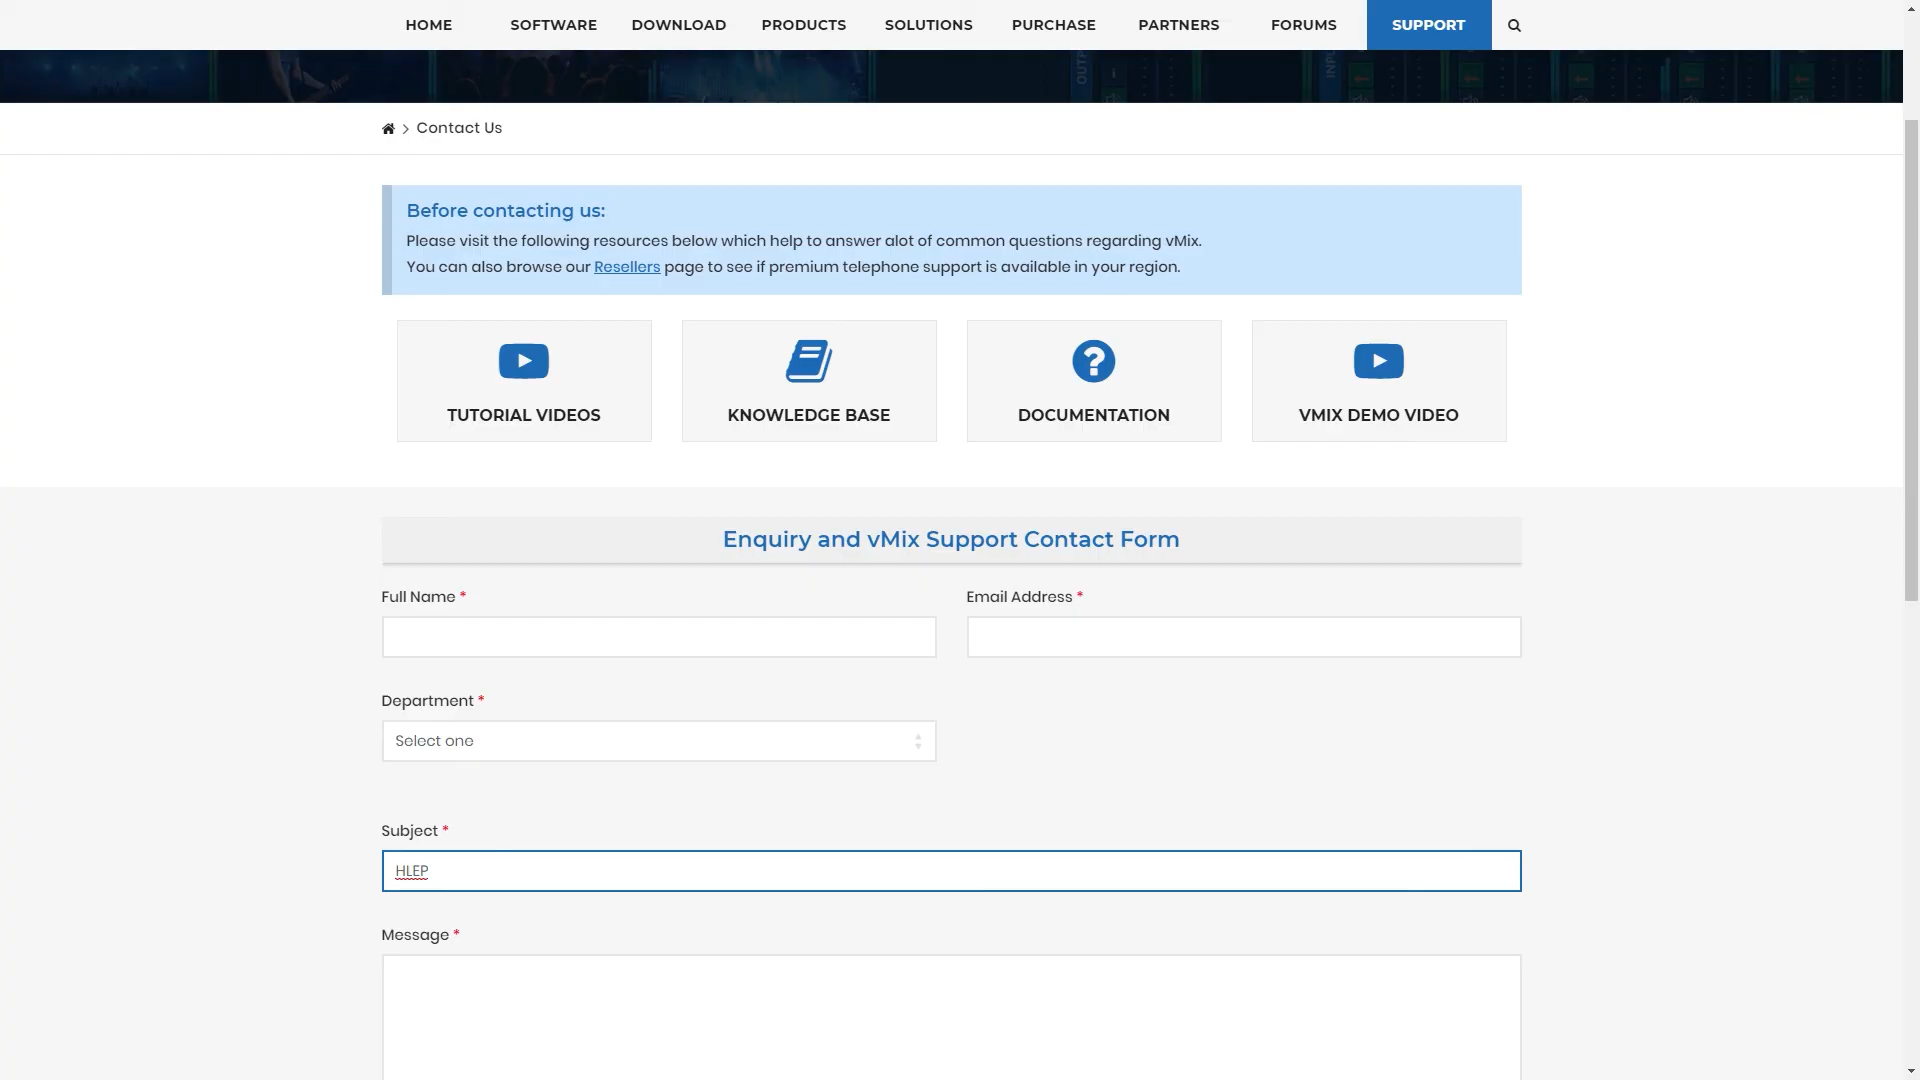 HOME SOFTWARE DOWNLOAD PRODUCTS SOLUTIONS PURCHASE PARTNERS FORUMS SUPPORT
Contact Us
Before contacting us:
Please visit the following resources below which help to answer alot of common questions regarding vMix.
You can also browse our Resellers page to see if premium telephone support is available in your region.
TUTORIAL VIDEOS KNOWLEDGE BASE DOCUMENTATION VMIX DEMO VIDEO
Enquiry and vMix Support Contact Form
Full Name * Email Address *
Department *
Select one
Subject *
HLEP
Message *